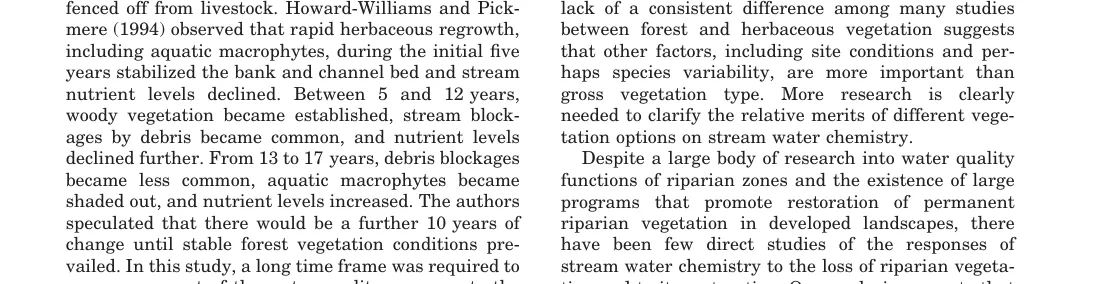 fenced off from livestock. Howard-Williams and Pick-
mere (1994) observed that rapid herbaceous regrowth,
including aquatic macrophytes, during the initial five
years stabilized the bank and channel bed and stream
nutrient levels declined. Between 5 and 12 years,
woody vegetation became established, stream block-
ages by debris became common, and nutrient levels
declined further. From 13 to 17 years, debris blockages
became less common, aquatic macrophytes became
shaded out, and nutrient levels increased. The authors
speculated that there would be a further 10 years of
change until stable forest vegetation conditions pre-
vailed. In this study, a long time frame was required to
lack of a consistent difference among many studies
between forest and herbaceous vegetation suggests
that other factors, including site conditions and per-
haps species variability, are more important than
gross vegetation type. More research is clearly
needed to clarify the relative merits of different vege-
tation options on stream water chemistry.
Despite a large body of research into water quality
functions of riparian zones and the existence of large
programs that promote restoration of permanent
riparian vegetation in developed landscapes, there
have been few direct studies of the responses of
stream water chemistry to the loss of riparian vegeta-